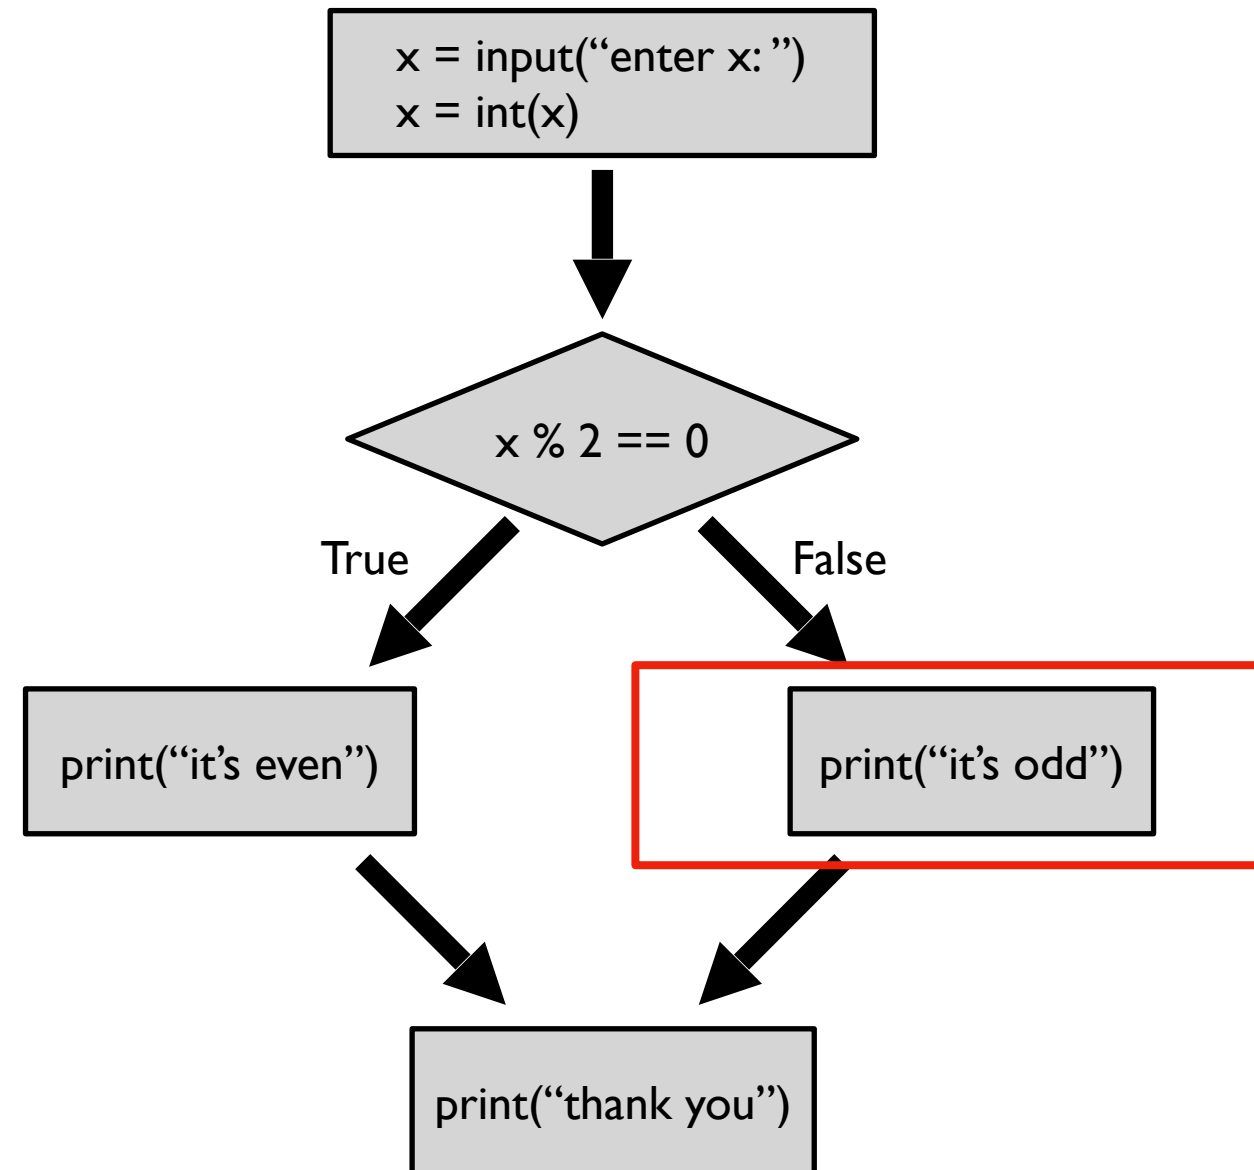 x = input(“enter x: ”)
x = int(x)
x % 2 == 0
True
False
print(“it’s even”)
print(“it’s odd”)
print(“thank you”)